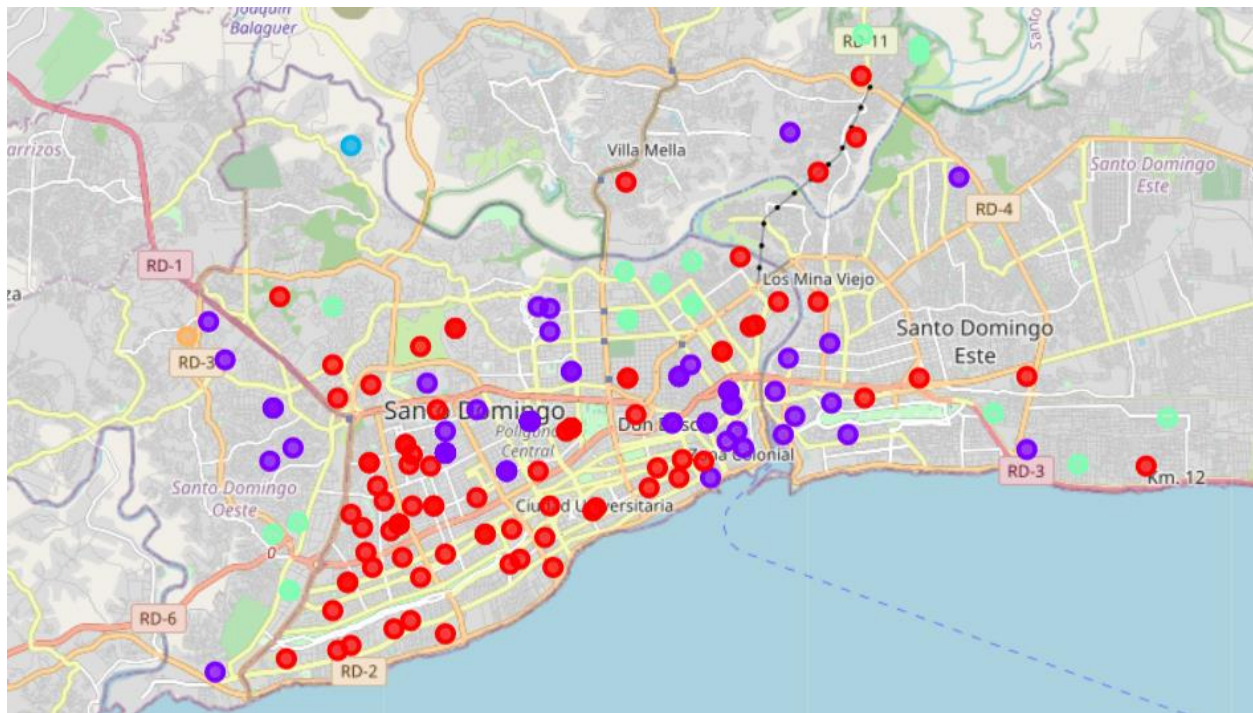 Joaquín
Balaguer
RD-11
Santo
arrizos
Villa Mella
Santo Domingo
Este
RD-4
RD-1
Los Mina Viejo
za
Santo Domingo
Este
RD-3
Santo Domingo
Polígono
Central
Don Bosco
Zona Colonial
RD-3
Km. 12
Santo Domingo
Oeste
Ciudad Universitaria
RD-6
RD-2